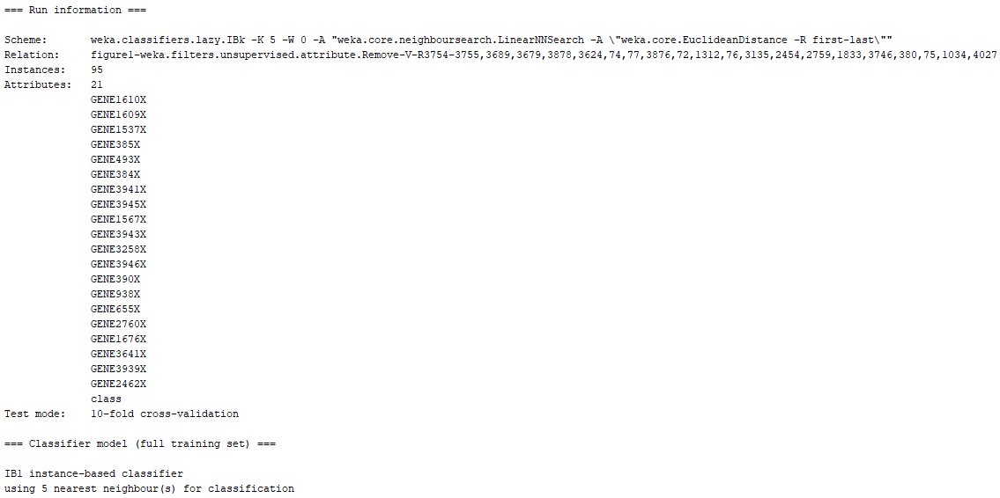 === Run information ===
Scheme: weka.classifiers.lazy.IBk -K 5 -W 0 -A "weka.core.neighboursearch.LinearNNSearch -A \"weka.core.EuclideanDistance -R first-last\""
Relation: figure1-weka.filters.unsupervised.attribute.Remove-V-R3754-3755,3689,3679,3878,3624,74,77,3876,72,1312,76,3135,2454,2759,1833,3746,380,75,1034,4027
Instances: 95
Attributes: 21
GENE1610X
GENE1609X
GENE1537X
GENE385X
GENE493X
GENE384X
GENE3941X
GENE3945X
GENE1567X
GENE3943X
GENE3258X
GENE3946X
GENE390X
GENE938X
GENE655X
GENE2760X
GENE1676X
GENE3641X
GENE3939X
GENE2462X
class
Test mode: 10-fold cross-validation
=== Classifier model (full training set) ===
IB1 instance-based classifier
using 5 nearest neighbour(s) for classification